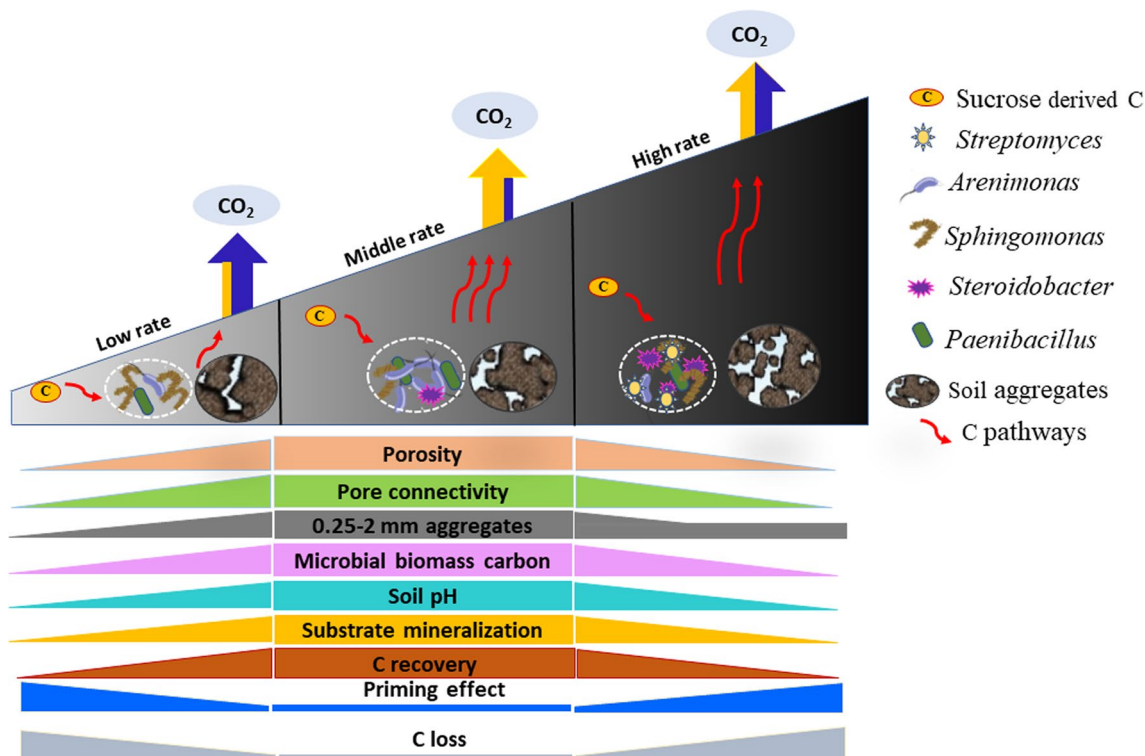 CO2
CO2
CO2
High rate
Middle rate
Low rate
C
C
C
C Sucrose derived C
Streptomyces
Arenimonas
Sphingomonas
Steroidobacter
Paenibacillus
Soil aggregates
C pathways
Porosity
Pore connectivity
0.25-2 mm aggregates
Microbial biomass carbon
Soil pH
Substrate mineralization
C recovery
Priming effect
C loss